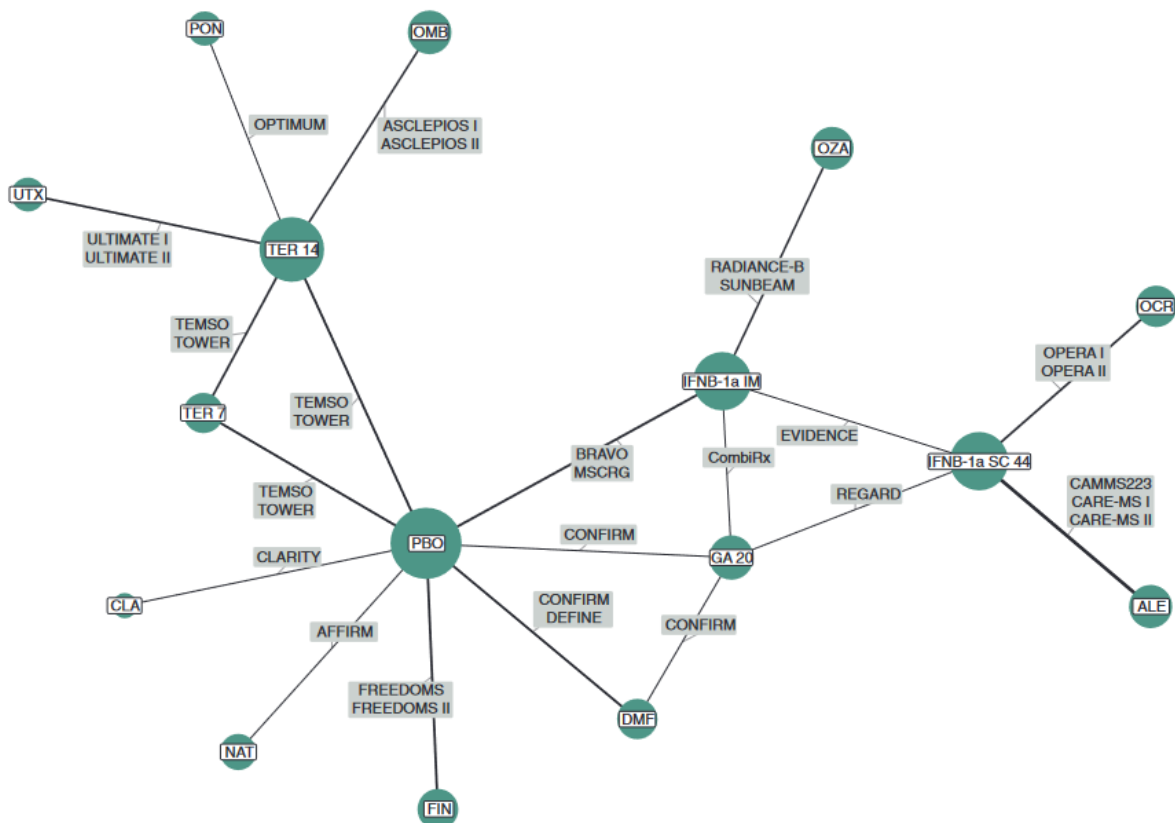 PON
OMB
OPTIMUM
ASCLEPIOS I
ASCLEPIOS II
OZA
UTX
ULTIMATE I
ULTIMATE II
TER 14
RADIANCE-B
SUNBEAM
OCR
TEMSO
TOWER
OPERA I
OPERA II
IFNB-1a IM
TER 7
TEMSO
TOWER
EVIDENCE
BRAVO
MSCRG
CombiRx
IFNB-1a SC 44
TEMSO
TOWER
REGARD
CAMMS223
CARE-MS I
CARE-MS II
PBO
CONFIRM
GA 20
CLARITY
CLA
CONFIRM
DEFINE
CONFIRM
ALE
AFFIRM
FREEDOMS
FREEDOMS II
DMF
NAT
FIN